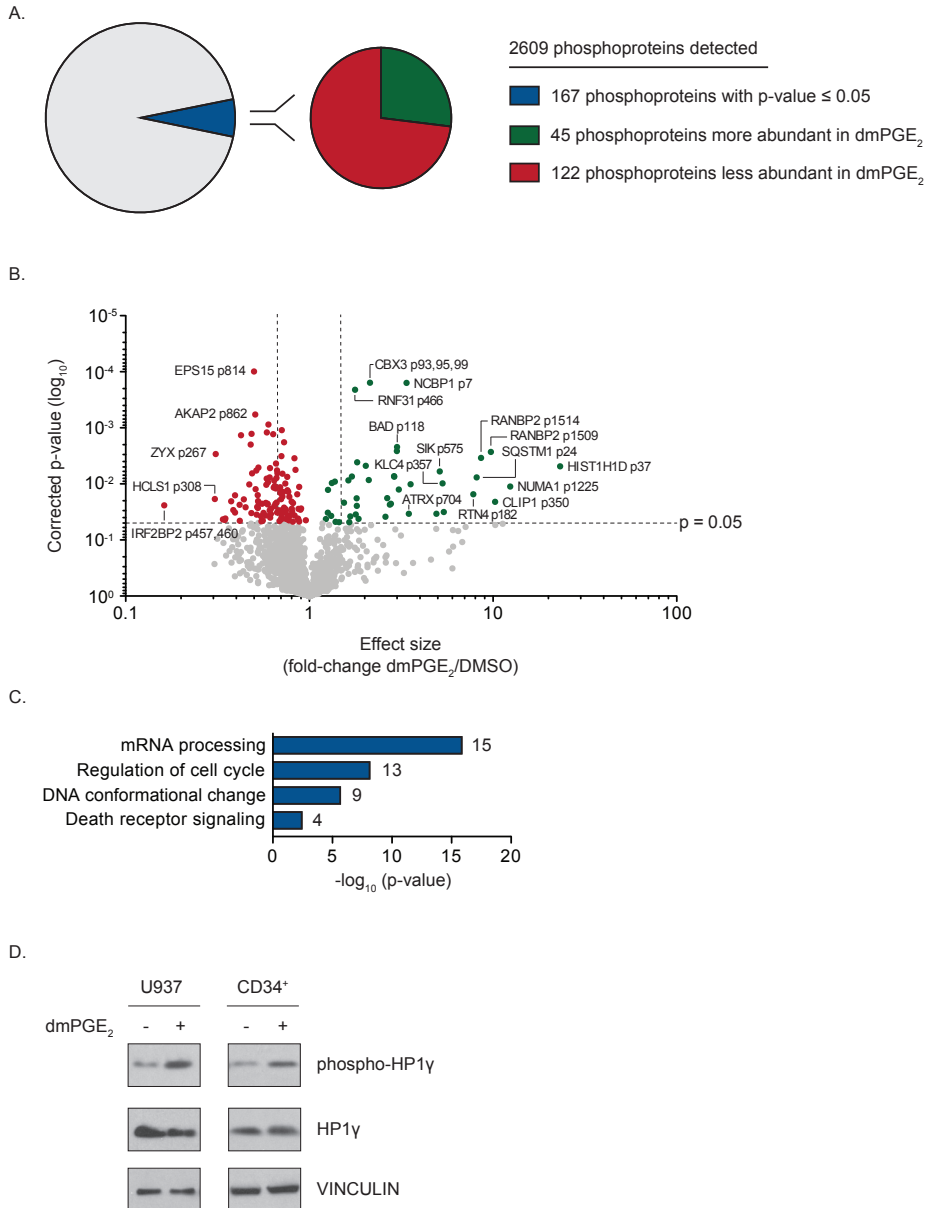 A.
2609 phosphoproteins detected
167 phosphoproteins with p-value ≤ 0.05
45 phosphoproteins more abundant in dmPGE₂
122 phosphoproteins less abundant in dmPGE₂
B.
Corrected p-value (log₁₀)
10⁻⁵
10⁻⁴
10⁻³
10⁻²
10⁻¹
10⁰
EPS15 p814
AKAP2 p862
ZYX p267
HCLS1 p308
IRF2BP2 p457,460
CBX3 p93,95,99
NCBP1 p7
RNF31 p466
BAD p118
RANBP2 p1514
RANBP2 p1509
SIK p575
SQSTM1 p24
KLC4 p357
HIST1H1D p37
NUMA1 p1225
ATRX p704
CLIP1 p350
RTN4 p182
p = 0.05
0.1
1
10
100
Effect size
(fold-change dmPGE₂/DMSO)
C.
mRNA processing
15
Regulation of cell cycle
13
DNA conformational change
9
Death receptor signaling
4
0 5 10 15 20
-log₁₀ (p-value)
D.
U937 CD34⁺
dmPGE₂ - + - +
phospho-HP1γ
HP1γ
VINCULIN